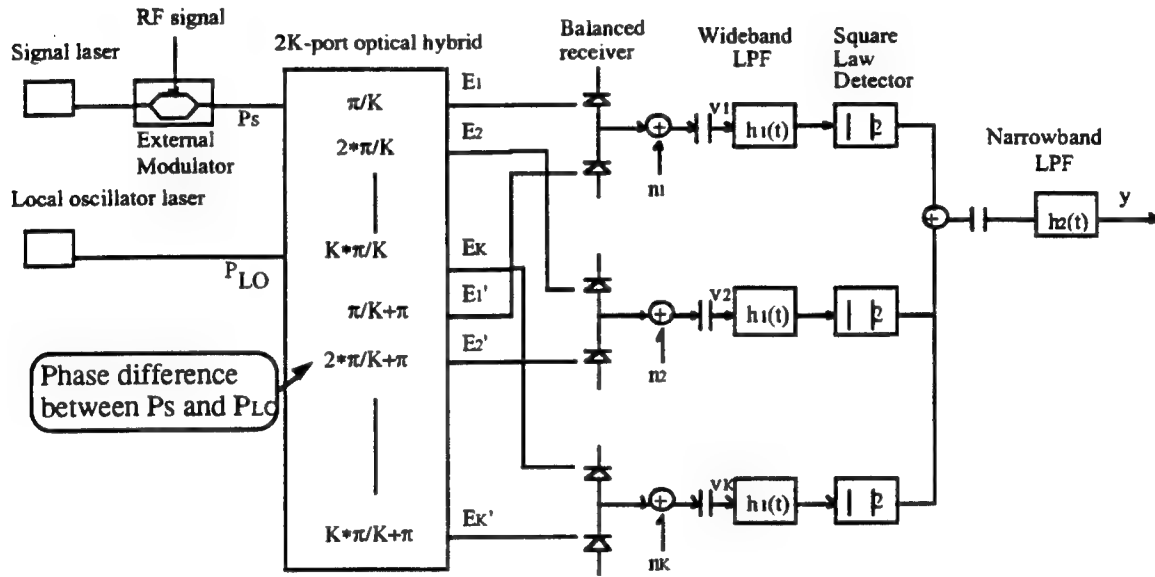 RF signal
Signal laser
Ps
External
Modulator
Local oscillator laser
P LO
2K-port optical hybrid
π/K
2*π/K
K*π/K
π/K+π
2*π/K+π
K*π/K+π
Phase difference
between Ps and PLO
E1
E2
EK
E1'
E2'
EK'
Balanced
receiver
+
n1
+
n2
+
nK
Wideband
LPF
v1
h1(t)
v2
h1(t)
vK
h1(t)
Square
Law
Detector
| |2
| |2
| |2
+
Narrowband
LPF
h2(t)
y